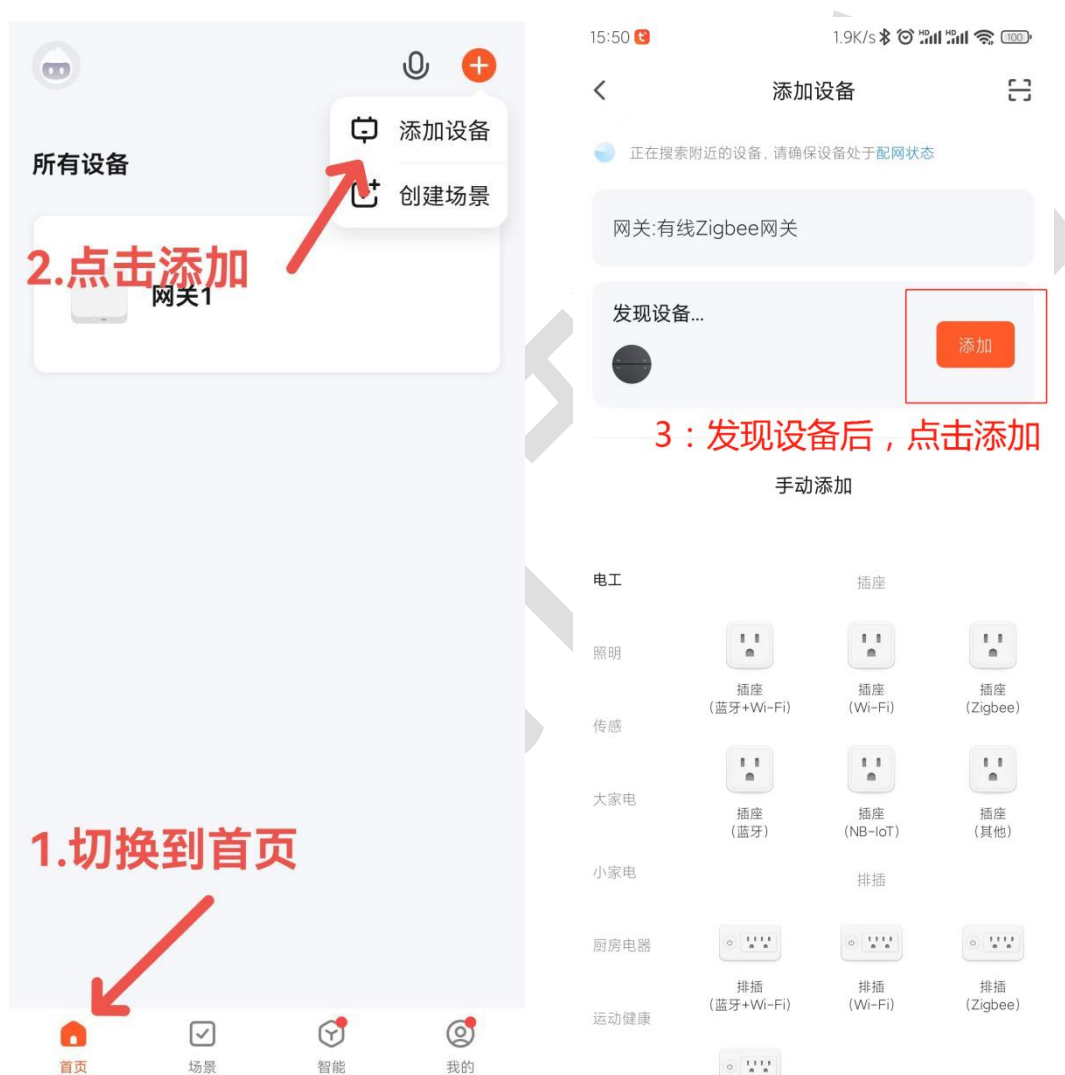 添加设备
创建场景
所有设备
2.点击添加
网关1
1.切换到首页
首页
场景
智能
我的
15:50
1.9K/s
HD
HD
100
添加设备
正在搜索附近的设备，请确保设备处于配网状态
网关:有线Zigbee网关
发现设备...
添加
3：发现设备后，点击添加
手动添加
电工
照明
传感
大家电
小家电
厨房电器
运动健康
插座
插座
(蓝牙+Wi-Fi)
插座
(Wi-Fi)
插座
(Zigbee)
插座
(蓝牙)
插座
(NB-IoT)
插座
(其他)
排插
排插
(蓝牙+Wi-Fi)
排插
(Wi-Fi)
排插
(Zigbee)